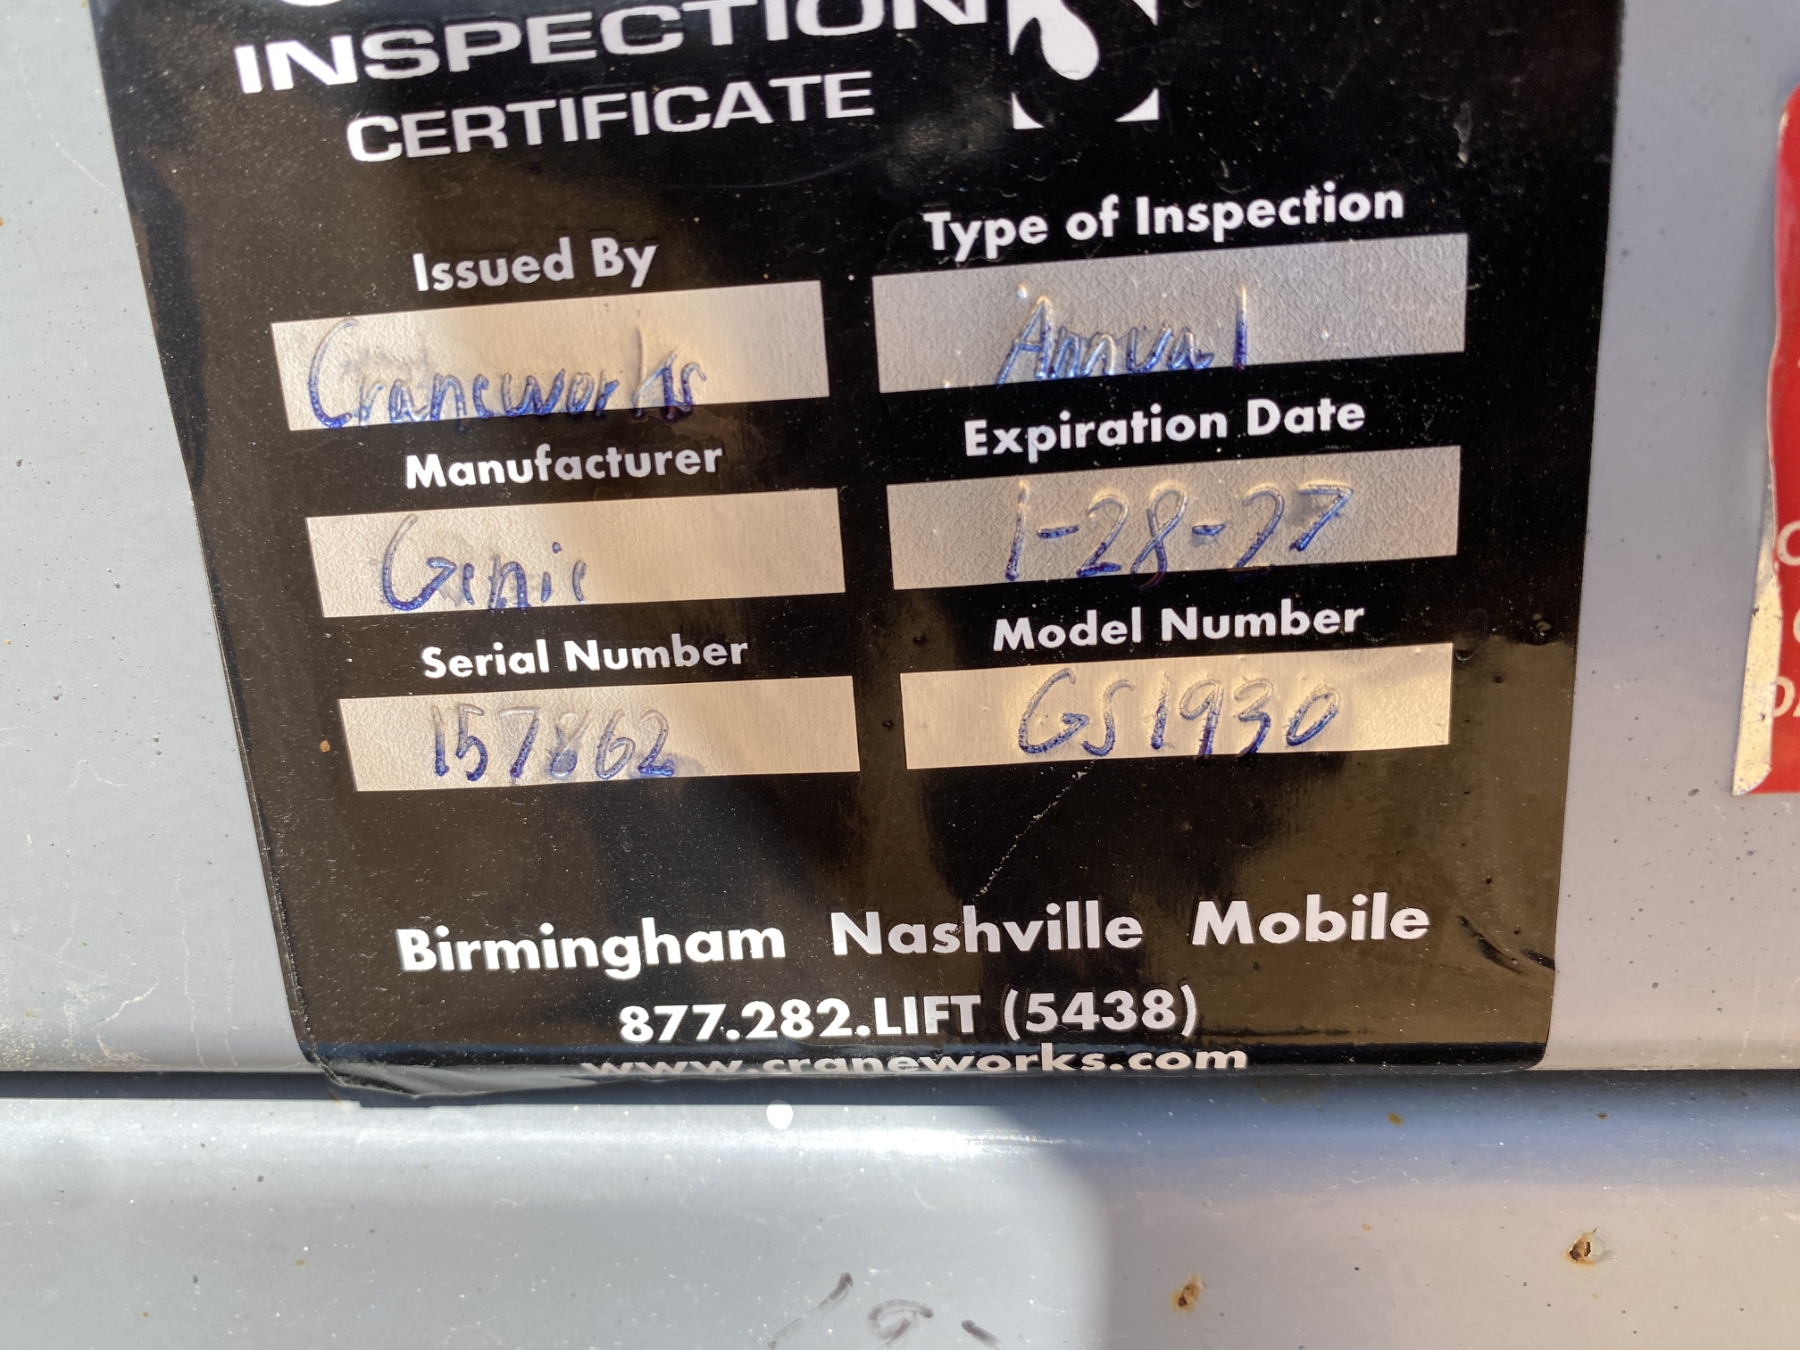 INSPECTION
CERTIFICATE
Issued By
Craneworks
Type of Inspection
Annual
Manufacturer
Genie
Expiration Date
1-28-27
Serial Number
157862
Model Number
GS1930
Birmingham Nashville Mobile
877.282.LIFT (5438)
www.craneworks.com